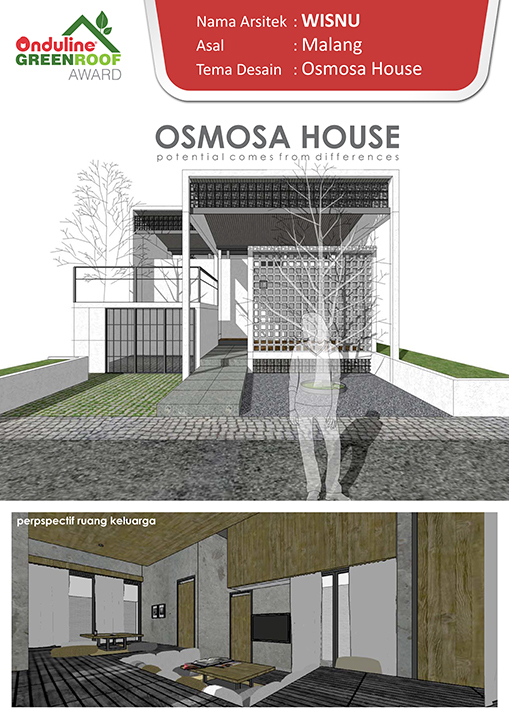 Onduline
GREENROOF
AWARD
Nama Arsitek : WISNU
Asal : Malang
Tema Desain : Osmosa House
OSMOSA HOUSE
potential comes from differences
perpspectif ruang keluarga